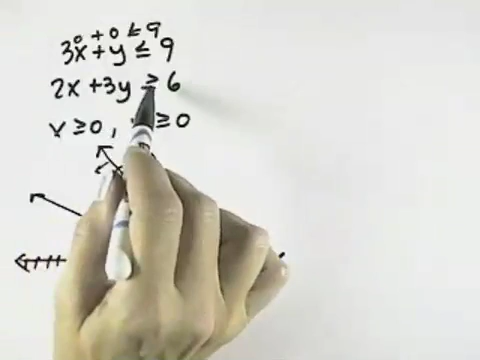 0 + 0 ≤ 9
3x + y ≤ 9
2x + 3y ≥ 6
x ≥ 0 , ≥ 0